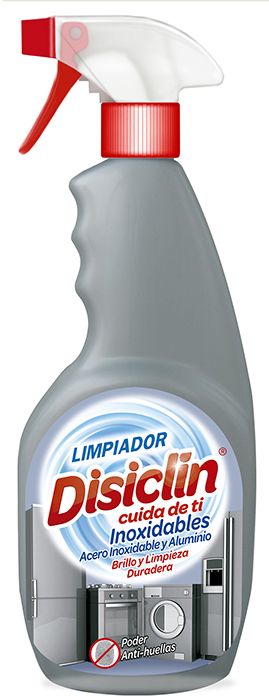 LIMPIADOR
Disiclin®
cuida de ti
Inoxidables
Acero Inoxidable y Aluminio
Brillo y Limpieza
Duradera
Poder
Anti-huellas